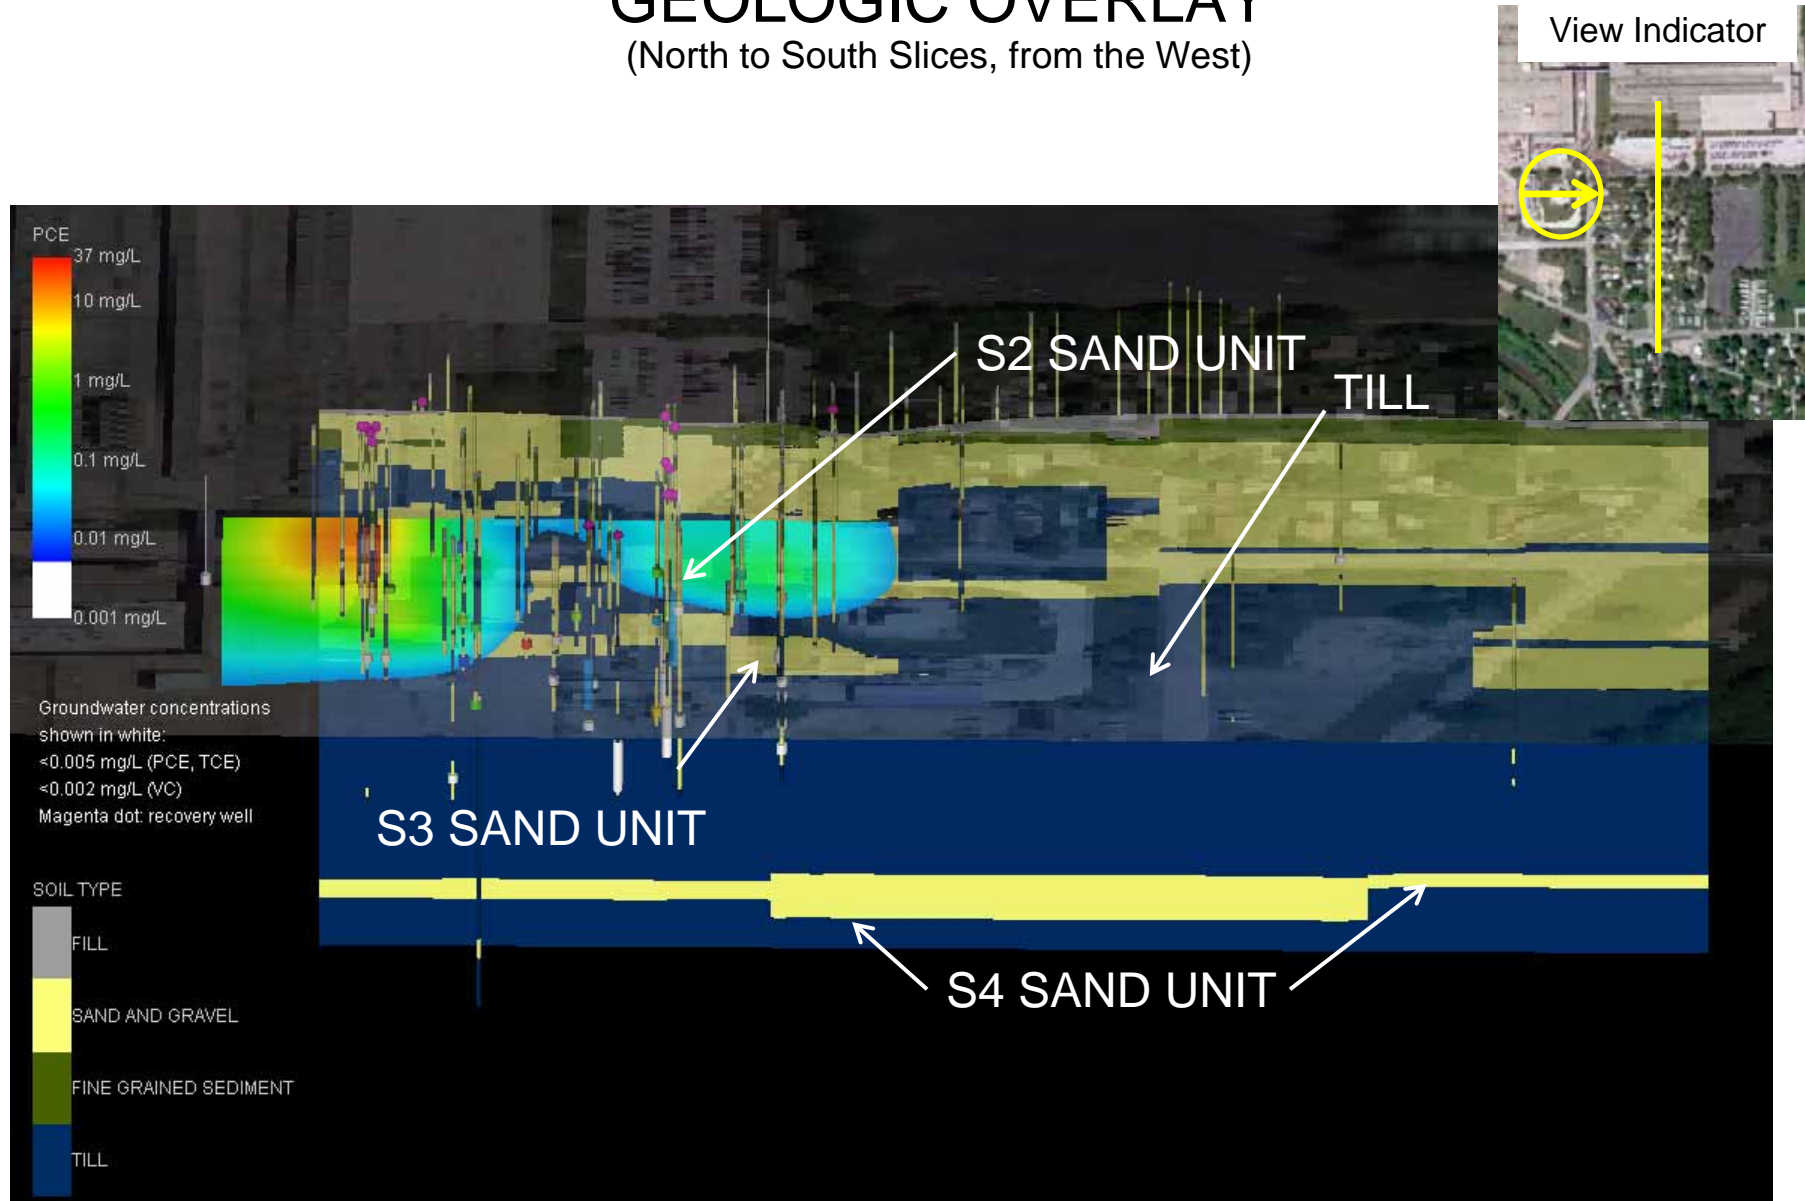 GEOLOGIC OVERLAY
(North to South Slices, from the West)
View Indicator
PCE
37 mg/L
10 mg/L
1 mg/L
0.1 mg/L
0.01 mg/L
0.001 mg/L
S2 SAND UNIT
TILL
Groundwater concentrations
shown in white:
<0.005 mg/L (PCE, TCE)
<0.002 mg/L (VC)
Magenta dot: recovery well
S3 SAND UNIT
S4 SAND UNIT
SOIL TYPE
FILL
SAND AND GRAVEL
FINE GRAINED SEDIMENT
TILL